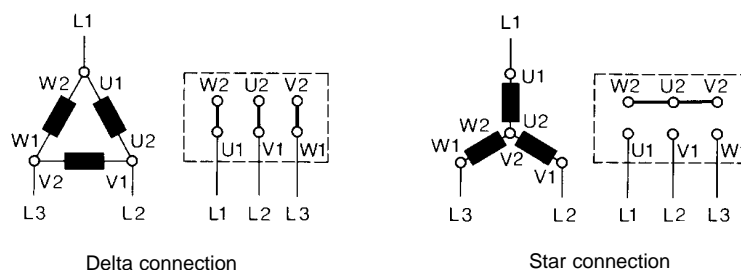 L1
W2 U1
W1 U2
V2 V1
L3 L2
W2 U2 V2
U1 V1 W1
L1 L2 L3
Delta connection
L1
U1
W2 U2
W1 V2 V1
L3 L2
W2 U2 V2
U1 V1 W1
L1 L2 L3
Star connection